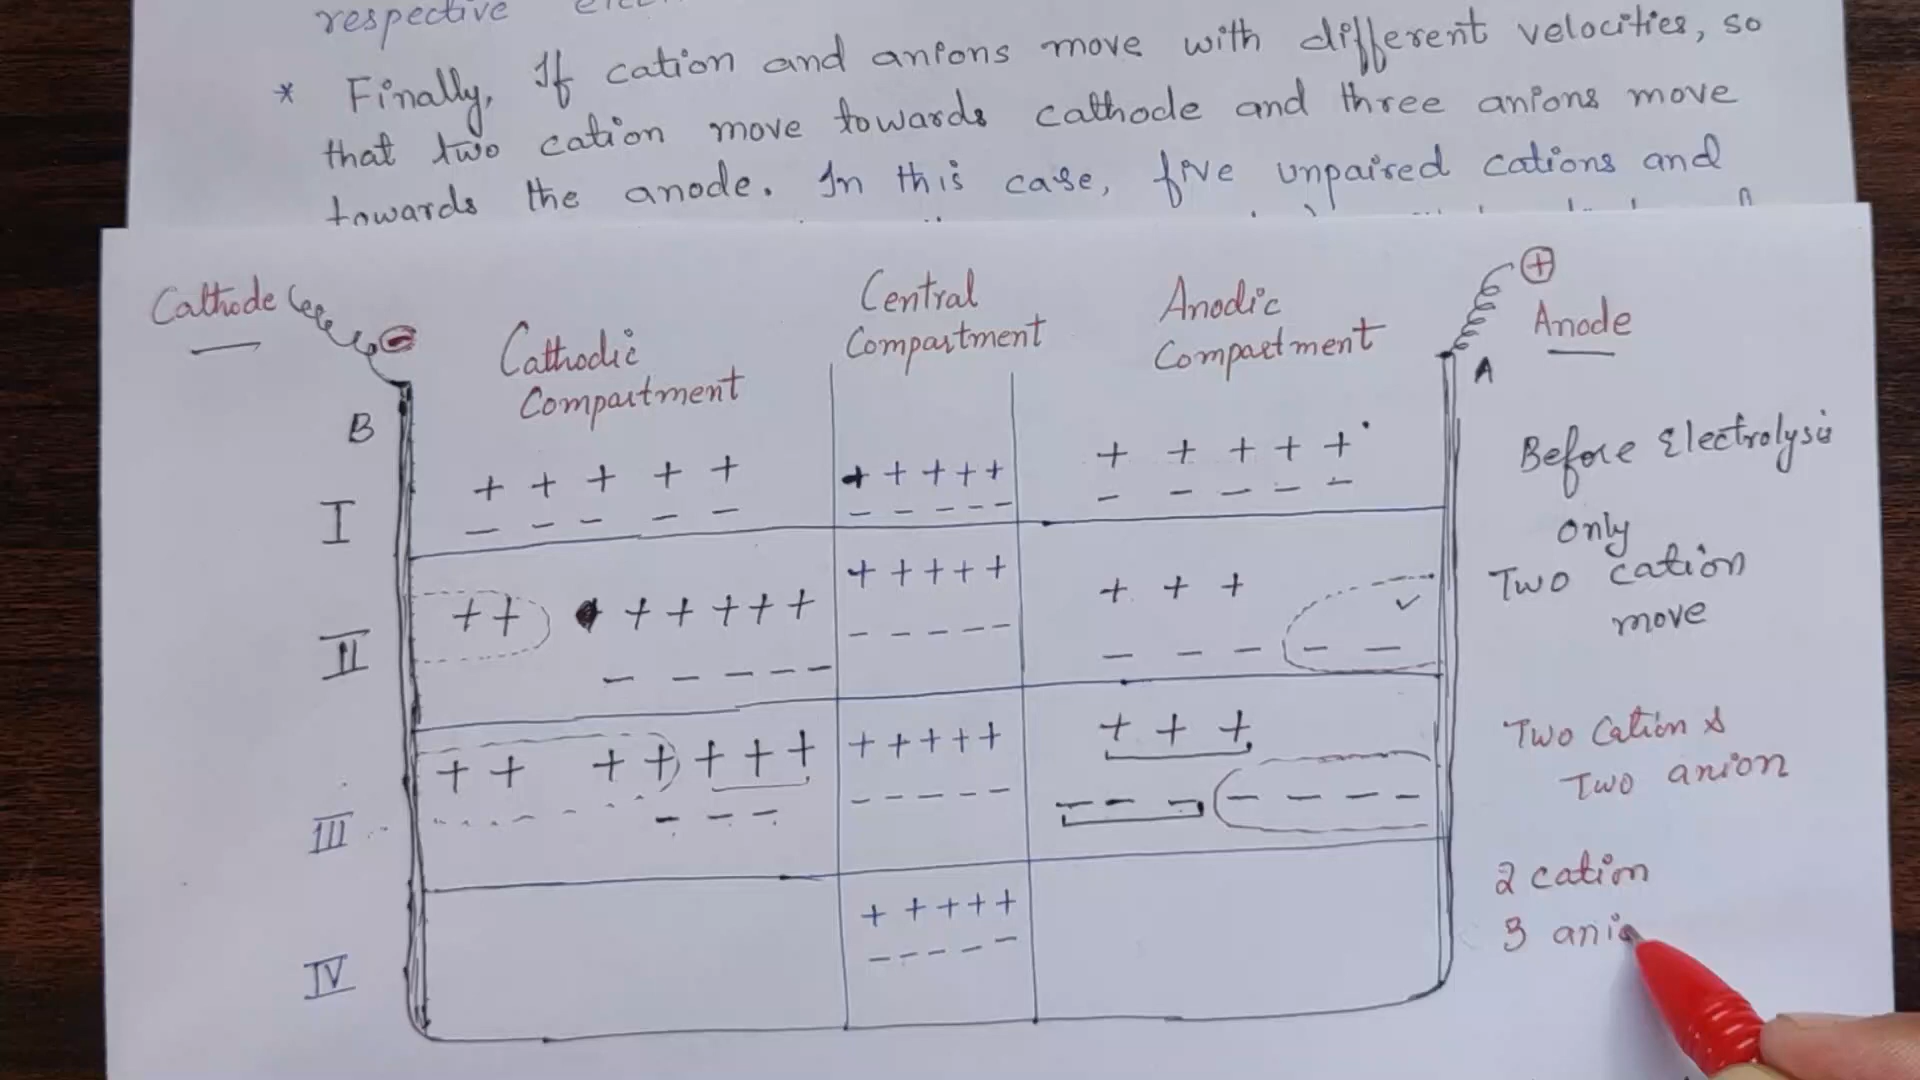 respective
* Finally, If cation and anions move with different velocities, so
that two cation move towards cathode and three anions move
towards the anode. In this case, five unpaired cations and
Cathode
Cathodic
Compartment
Central
Compartment
Anodic
Compartment
+
Anode
A
B
I
+ + + + +
- - - - -
+ + + + +
- - - - -
+ + + + +
- - - - -
Before Electrolysis
II
+ + + + + + +
- - - - -
+ + + + +
- - - - -
+ + +
- - - - -
only
Two cation
move
III
+ + + + + + +
- - -
+ + + + +
- - - - -
+ + +
- - - - - - -
Two Cation &
Two anion
IV
+ + + + +
- - - - -
2 cation
3 anio